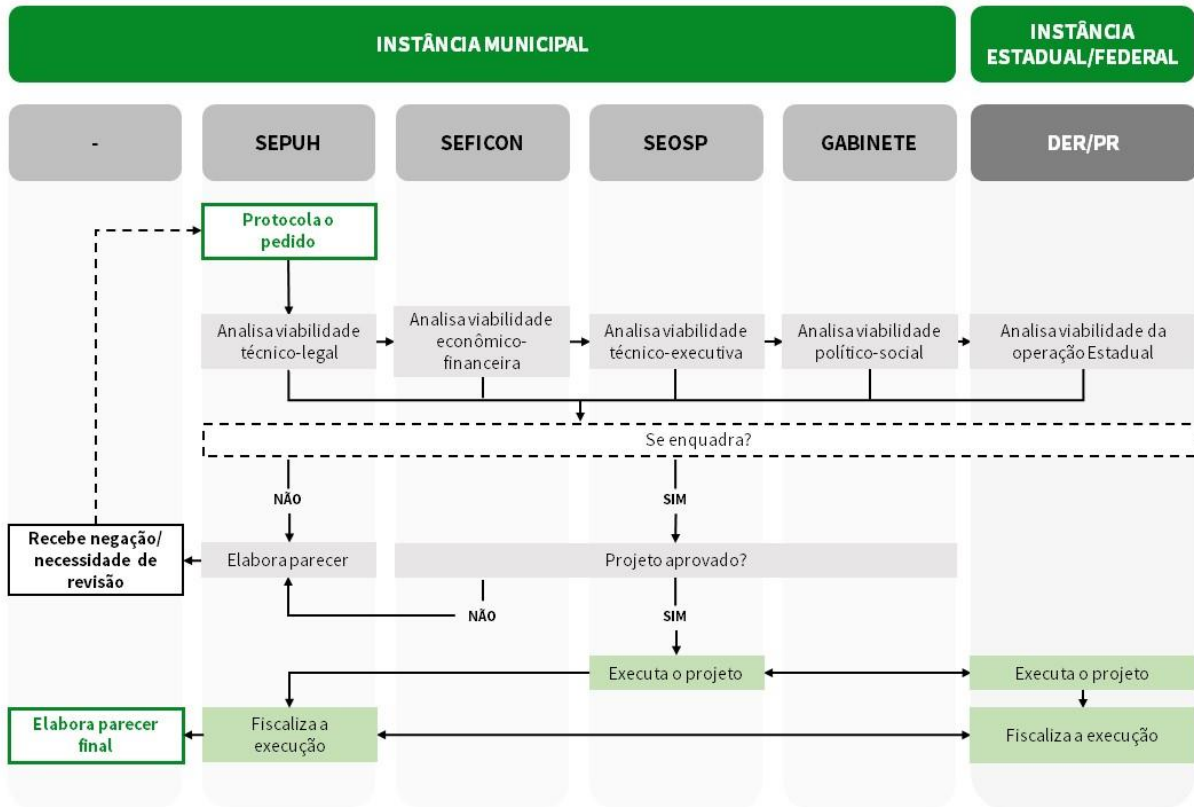 INSTÂNCIA MUNICIPAL
INSTÂNCIA
ESTADUAL/FEDERAL
-
SEPUH
SEFICON
SEOSP
GABINETE
DER/PR
Protocola o
pedido
Analisa viabilidade
técnico-legal
Analisa viabilidade
econômico-
financeira
Analisa viabilidade
técnico-executiva
Analisa viabilidade
político-social
Analisa viabilidade da
operação Estadual
Se enquadra?
NÃO
SIM
Recebe negação/
necessidade de
revisão
Elabora parecer
Projeto aprovado?
NÃO
SIM
Executa o projeto
Executa o projeto
Elabora parecer
final
Fiscaliza a
execução
Fiscaliza a execução